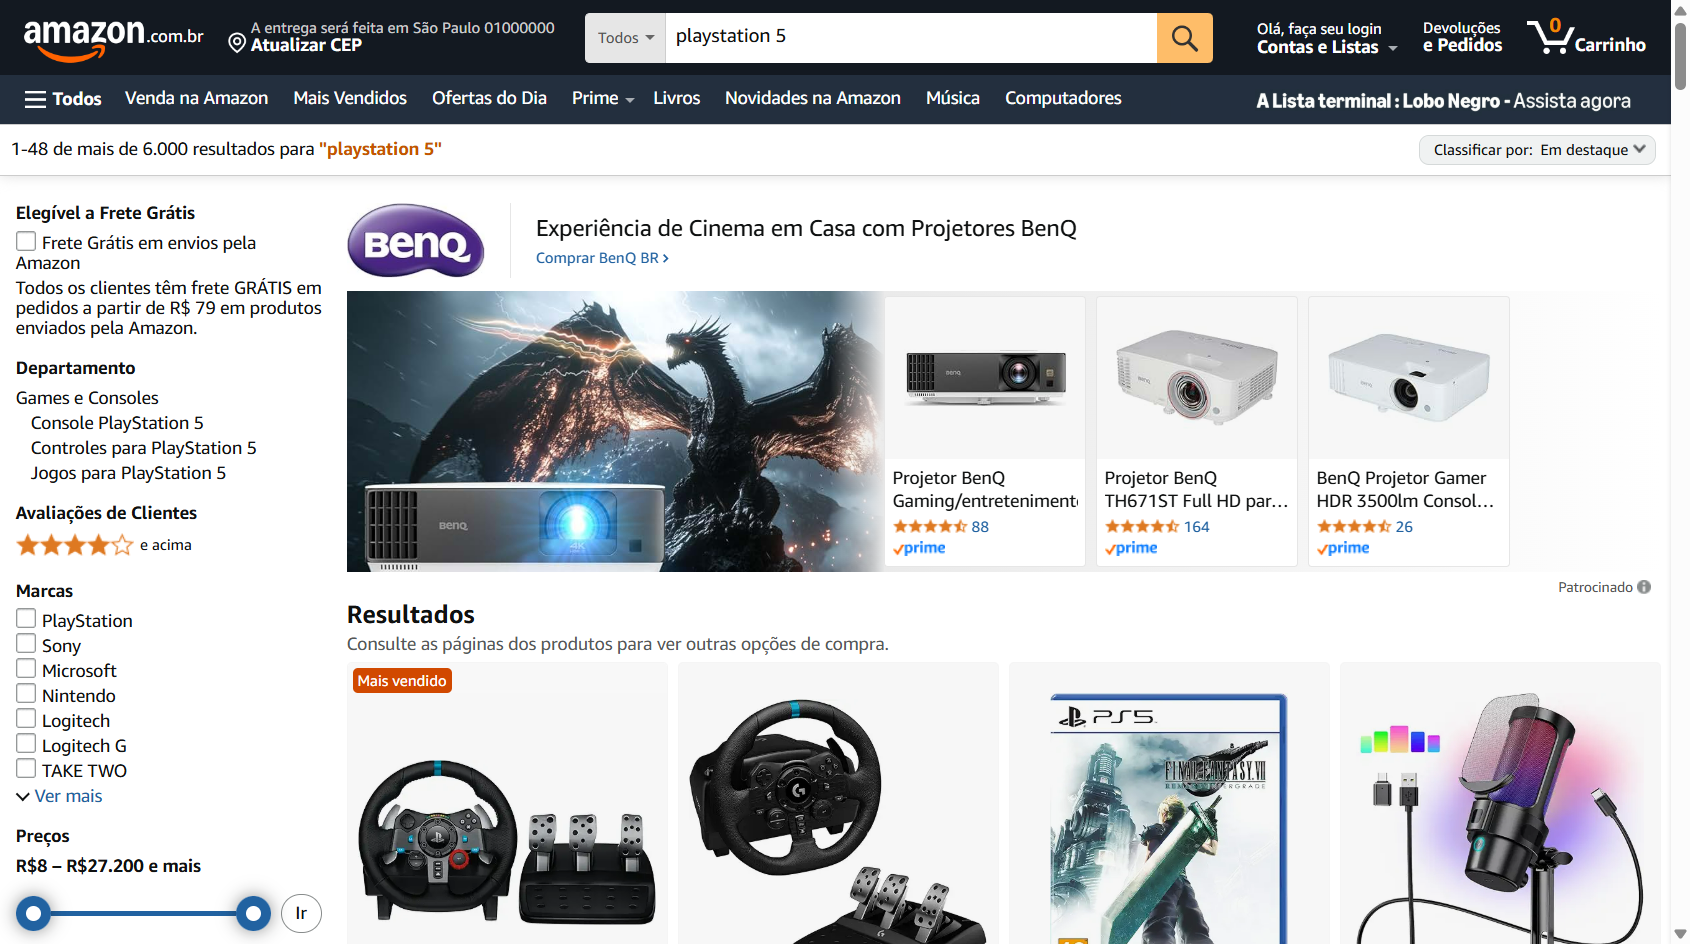 amazon.com.br
A entrega será feita em São Paulo 01000000
Atualizar CEP
Todos
playstation 5
Olá, faça seu login
Contas e Listas
Devoluções
e Pedidos
0
Carrinho
Todos
Venda na Amazon
Mais Vendidos
Ofertas do Dia
Prime
Livros
Novidades na Amazon
Música
Computadores
A Lista terminal : Lobo Negro - Assista agora
1-48 de mais de 6.000 resultados para "playstation 5"
Classificar por: Em destaque
Elegível a Frete Grátis
Frete Grátis em envios pela
Amazon
Todos os clientes têm frete GRÁTIS em
pedidos a partir de R$ 79 em produtos
enviados pela Amazon.
Departamento
Games e Consoles
Console PlayStation 5
Controles para PlayStation 5
Jogos para PlayStation 5
Avaliações de Clientes
e acima
Marcas
PlayStation
Sony
Microsoft
Nintendo
Logitech
Logitech G
TAKE TWO
Ver mais
Preços
R$8 – R$27.200 e mais
Ir
BenQ
Experiência de Cinema em Casa com Projetores BenQ
Comprar BenQ BR ›
BenQ
4K
BenQ
Projetor BenQ
Gaming/entretenimento
88
prime
BenQ
Projetor BenQ
TH671ST Full HD par…
164
prime
BenQ
BenQ Projetor Gamer
HDR 3500lm Consol…
26
prime
Patrocinado
Resultados
Consulte as páginas dos produtos para ver outras opções de compra.
Mais vendido
PS5
FINAL FANTASY VII
REMAKE INTERGRADE